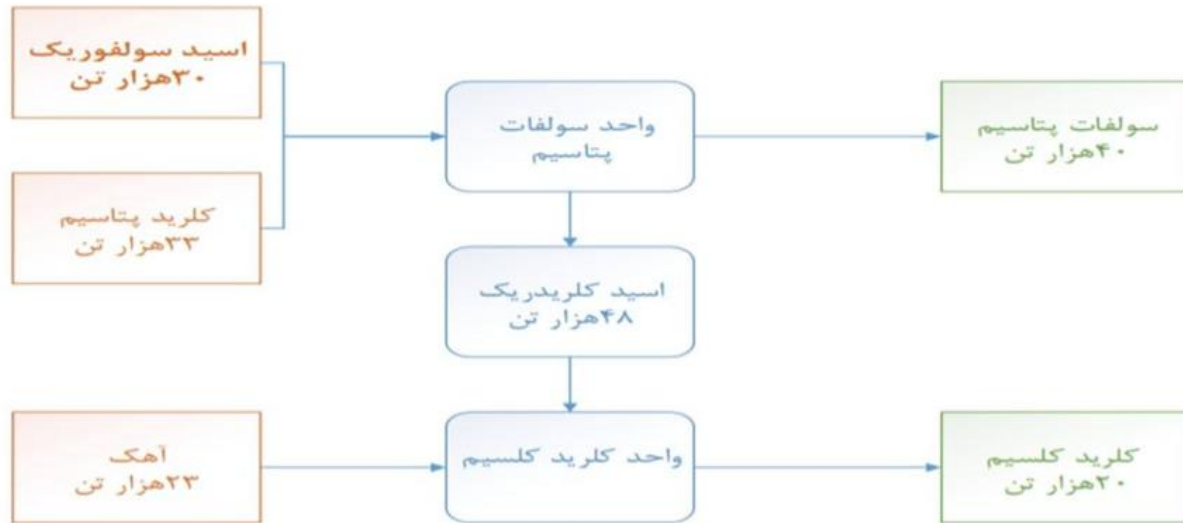 اسید سولفوریک
۳۰هزار تن
واحد سولفات
پتاسیم
سولفات پتاسیم
۴۰هزار تن
کلرید پتاسیم
۳۳هزار تن
اسید کلریدریک
۴۸هزار تن
آهک
۲۳هزار تن
واحد کلرید کلسیم
کلرید کلسیم
۲۰هزار تن